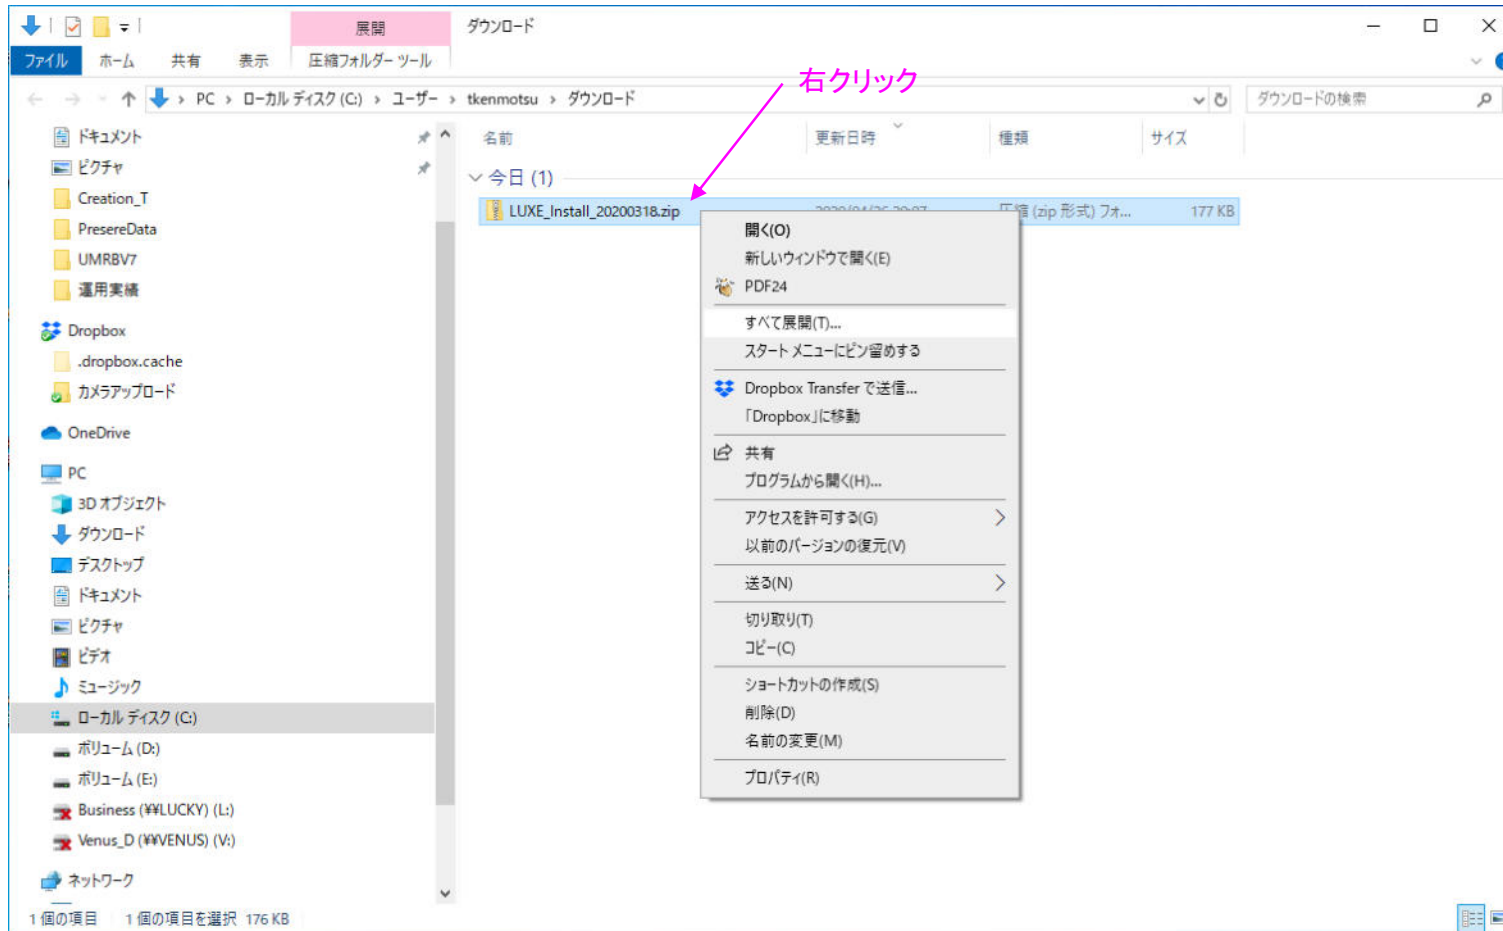 展開
ダウンロード
ファイル ホーム 共有 表示 圧縮フォルダー ツール
右クリック
PC › ローカル ディスク (C:) › ユーザー › tkenmotsu › ダウンロード
ダウンロードの検索
名前 更新日時 種類 サイズ
今日 (1)
LUXE_Install_20200318.zip 圧縮 (zip 形式) フォ... 177 KB
ドキュメント
ピクチャ
Creation_T
PresereData
UMRBV7
運用実績
Dropbox
.dropbox.cache
カメラアップロード
OneDrive
PC
3D オブジェクト
ダウンロード
デスクトップ
ドキュメント
ピクチャ
ビデオ
ミュージック
ローカル ディスク (C:)
ボリューム (D:)
ボリューム (E:)
Business (¥¥LUCKY) (L:)
Venus_D (¥¥VENUS) (V:)
ネットワーク
開く(O)
新しいウィンドウで開く(E)
PDF24
すべて展開(T)...
スタート メニューにピン留めする
Dropbox Transfer で送信...
「Dropbox」に移動
共有
プログラムから開く(H)...
アクセスを許可する(G)
以前のバージョンの復元(V)
送る(N)
切り取り(T)
コピー(C)
ショートカットの作成(S)
削除(D)
名前の変更(M)
プロパティ(R)
1 個の項目 1 個の項目を選択 176 KB